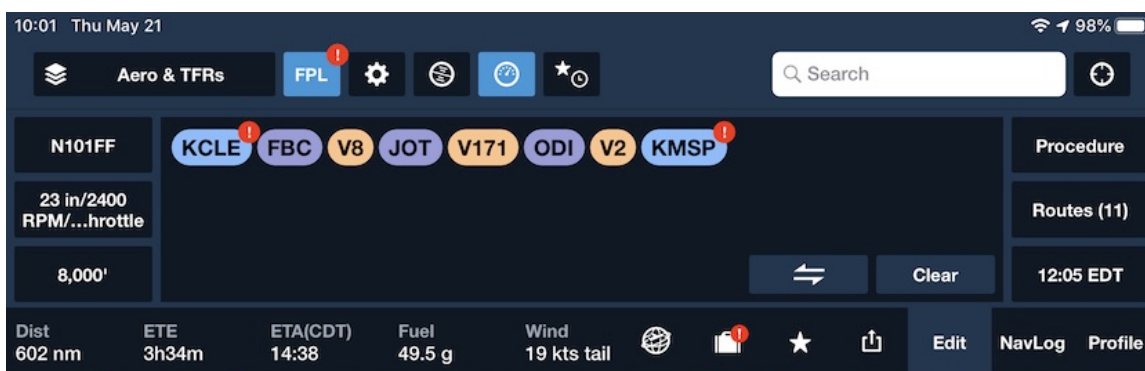 10:01 Thu May 21 98%
Aero & TFRs FPL ! Search
N101FF KCLE ! FBC V8 JOT V171 ODI V2 KMSP ! Procedure
23 in/2400
RPM/...hrottle Routes (11)
8,000' Clear 12:05 EDT
Dist ETE ETA(CDT) Fuel Wind
602 nm 3h34m 14:38 49.5 g 19 kts tail ! Edit NavLog Profile